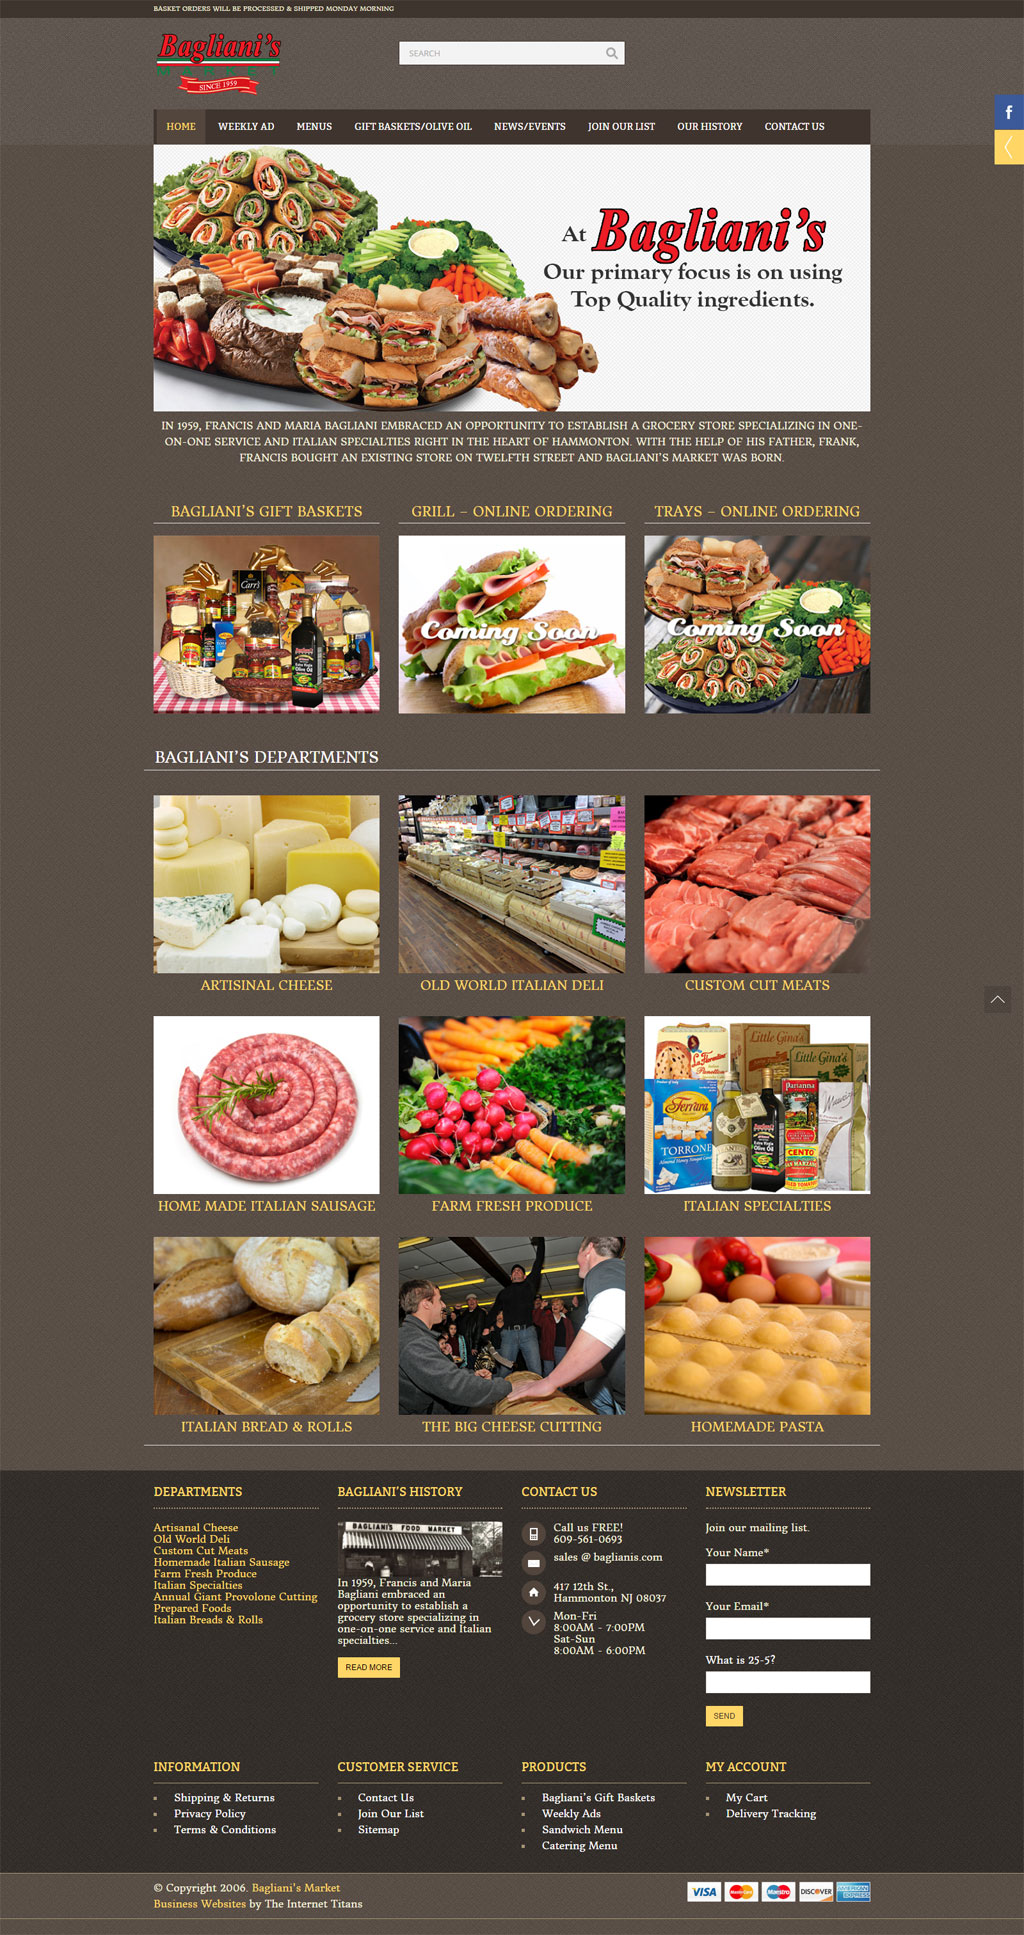 BASKET ORDERS WILL BE PROCESSED & SHIPPED MONDAY MORNING
Bagliani's
MARKET
SINCE 1959
SEARCH
HOME WEEKLY AD MENUS GIFT BASKETS/OLIVE OIL NEWS/EVENTS JOIN OUR LIST OUR HISTORY CONTACT US
At Bagliani's
Our primary focus is on using
Top Quality ingredients.
IN 1959, FRANCIS AND MARIA BAGLIANI EMBRACED AN OPPORTUNITY TO ESTABLISH A GROCERY STORE SPECIALIZING IN ONE-
ON-ONE SERVICE AND ITALIAN SPECIALTIES RIGHT IN THE HEART OF HAMMONTON. WITH THE HELP OF HIS FATHER, FRANK,
FRANCIS BOUGHT AN EXISTING STORE ON TWELFTH STREET AND BAGLIANI'S MARKET WAS BORN.
BAGLIANI'S GIFT BASKETS
GRILL – ONLINE ORDERING
TRAYS – ONLINE ORDERING
Carr's
Coming Soon
Coming Soon
BAGLIANI'S DEPARTMENTS
ARTISINAL CHEESE
OLD WORLD ITALIAN DELI
CUSTOM CUT MEATS
Little Gina's
Little Gina's
Parianna
Ferrara
TORRONE
CENTO
HOME MADE ITALIAN SAUSAGE
FARM FRESH PRODUCE
ITALIAN SPECIALTIES
ITALIAN BREAD & ROLLS
THE BIG CHEESE CUTTING
HOMEMADE PASTA
DEPARTMENTS
Artisanal Cheese
Old World Deli
Custom Cut Meats
Homemade Italian Sausage
Farm Fresh Produce
Italian Specialties
Annual Giant Provolone Cutting
Prepared Foods
Italian Breads & Rolls
BAGLIANI'S HISTORY
BAGLIANI'S FOOD MARKET
In 1959, Francis and Maria
Bagliani embraced an
opportunity to establish a
grocery store specializing in
one-on-one service and Italian
specialties...
READ MORE
CONTACT US
Call us FREE!
609-561-0693
sales @ baglianis.com
417 12th St.,
Hammonton NJ 08037
Mon-Fri
8:00AM - 7:00PM
Sat-Sun
8:00AM - 6:00PM
NEWSLETTER
Join our mailing list.
Your Name*
Your Email*
What is 25-5?
SEND
INFORMATION
Shipping & Returns
Privacy Policy
Terms & Conditions
CUSTOMER SERVICE
Contact Us
Join Our List
Sitemap
PRODUCTS
Bagliani's Gift Baskets
Weekly Ads
Sandwich Menu
Catering Menu
MY ACCOUNT
My Cart
Delivery Tracking
© Copyright 2006. Bagliani's Market
Business Websites by The Internet Titans
VISA MasterCard Maestro DISCOVER AMERICAN EXPRESS